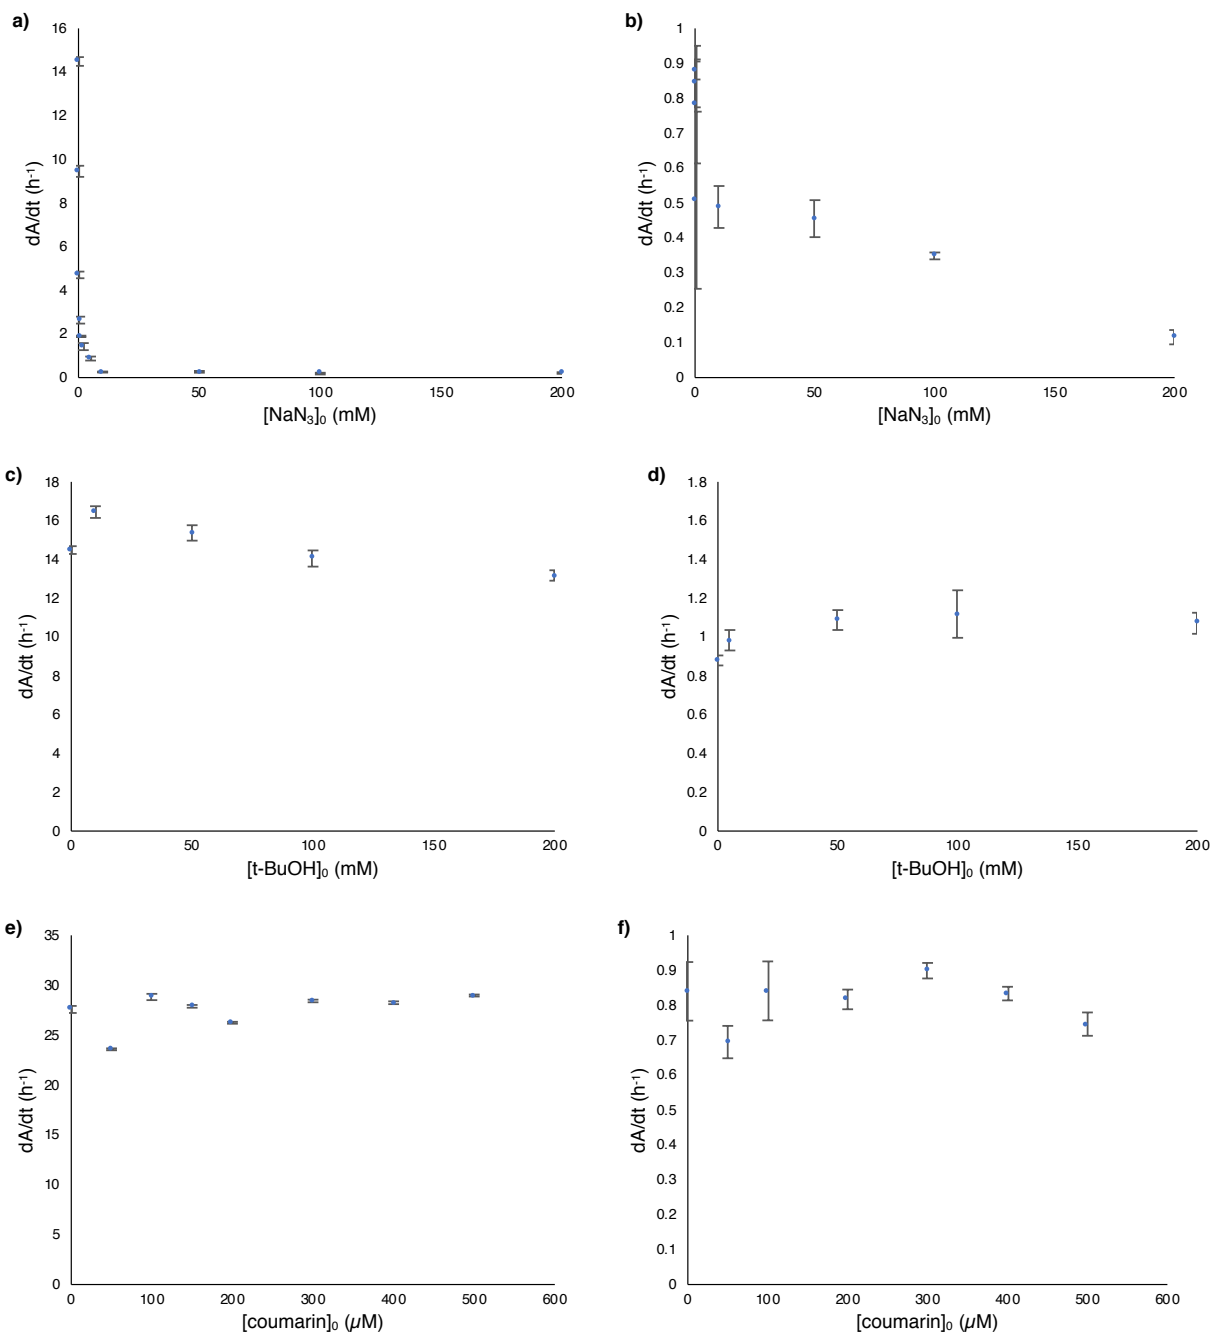 a)
16
14
12
10
8
6
4
2
0
dA/dt (h⁻¹)
0 50 100 150 200
[NaN₃]₀ (mM)
b)
1
0.9
0.8
0.7
0.6
0.5
0.4
0.3
0.2
0.1
0
dA/dt (h⁻¹)
0 50 100 150 200
[NaN₃]₀ (mM)
c)
18
16
14
12
10
8
6
4
2
0
dA/dt (h⁻¹)
0 50 100 150 200
[t-BuOH]₀ (mM)
d)
1.8
1.6
1.4
1.2
1
0.8
0.6
0.4
0.2
0
dA/dt (h⁻¹)
0 50 100 150 200
[t-BuOH]₀ (mM)
e)
35
30
25
20
15
10
5
0
dA/dt (h⁻¹)
0 100 200 300 400 500 600
[coumarin]₀ (µM)
f)
1
0.9
0.8
0.7
0.6
0.5
0.4
0.3
0.2
0.1
0
dA/dt (h⁻¹)
0 100 200 300 400 500 600
[coumarin]₀ (µM)